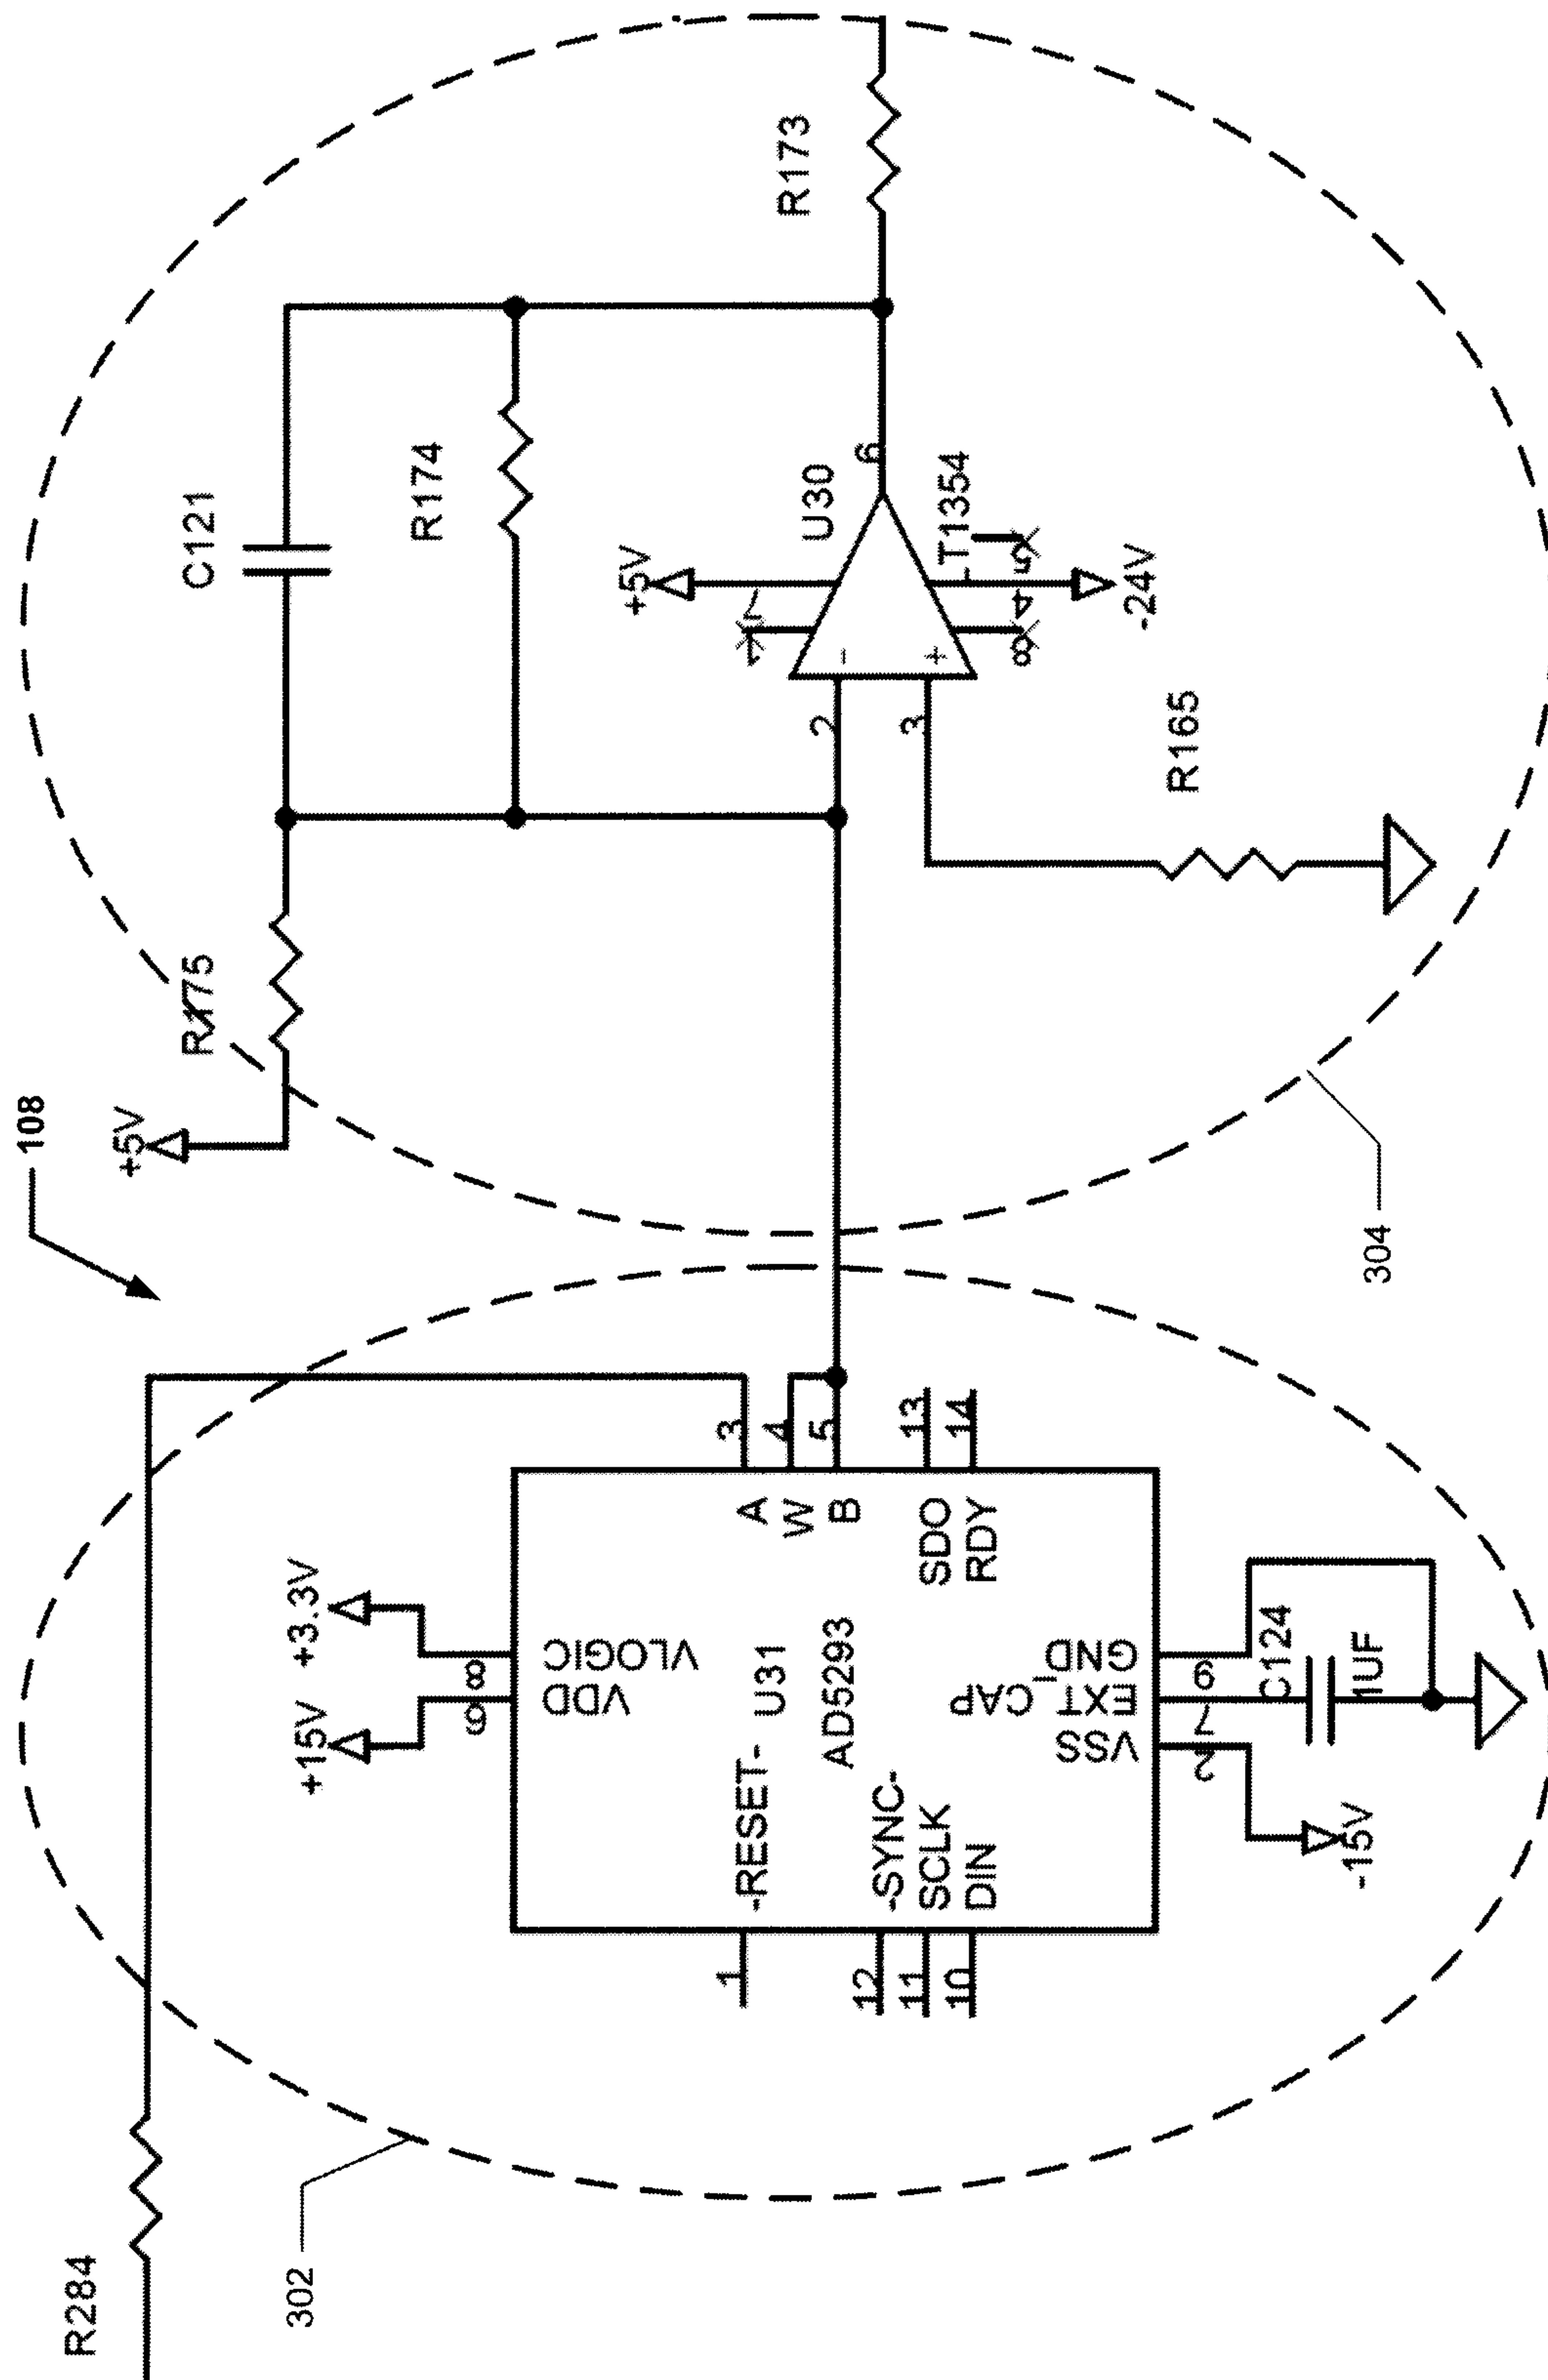 R284
302
108
+5V
R175
C121
R174
+5V
7
1
U30
2
-
3
+
6
LT1354
8
4
5
-24V
R173
R165
304
+15V
+3.3V
6
8
VDD
VLOGIC
1
-RESET-
U31
AD5293
A
3
W
4
B
5
12
-SYNC-
11
SCLK
10
DIN
SDO
13
RDY
14
VSS
EXT_CAP
GND
2
7
9
C124
1UF
-15V